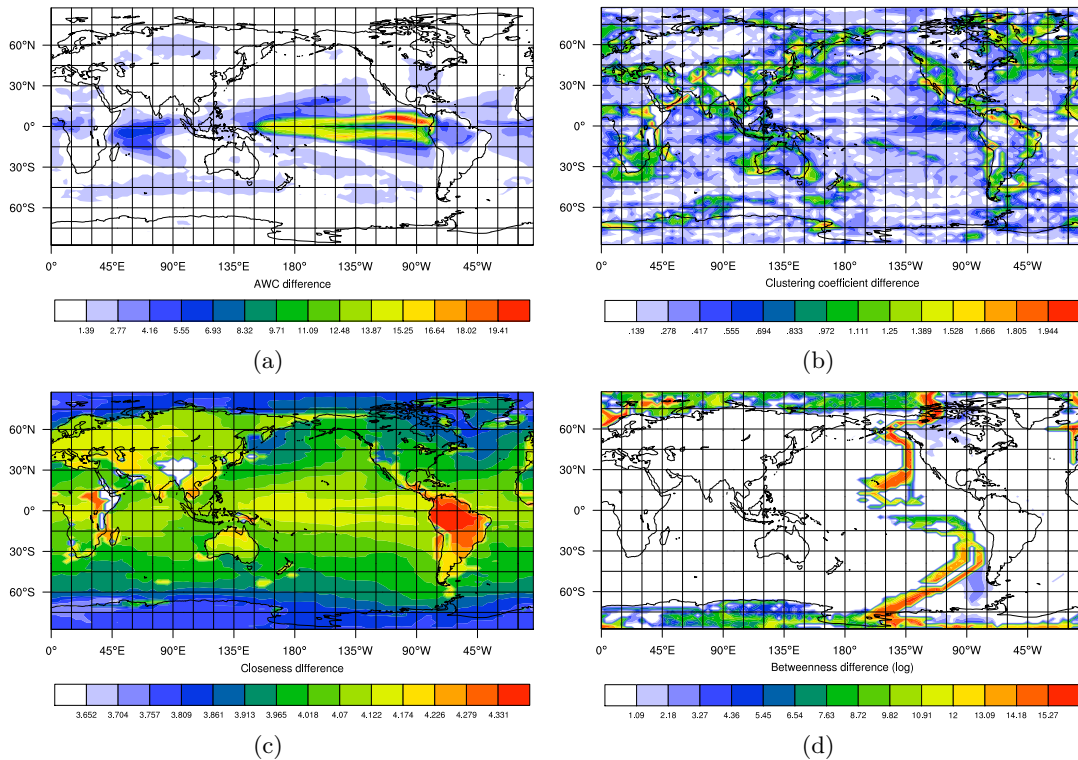 60°N
30°N
0°
30°S
60°S
0° 45°E 90°E 135°E 180° 135°W 90°W 45°W
AWC difference
1.39 2.77 4.16 5.55 6.93 8.32 9.71 11.09 12.48 13.87 15.25 16.64 18.02 19.41
(a)
60°N
30°N
0°
30°S
60°S
0° 45°E 90°E 135°E 180° 135°W 90°W 45°W
Clustering coefficient difference
.139 .278 .417 .555 .694 .833 .972 1.111 1.25 1.389 1.528 1.666 1.805 1.944
(b)
60°N
30°N
0°
30°S
60°S
0° 45°E 90°E 135°E 180° 135°W 90°W 45°W
Closeness difference
3.652 3.704 3.757 3.809 3.861 3.913 3.965 4.018 4.07 4.122 4.174 4.226 4.279 4.331
(c)
60°N
30°N
0°
30°S
60°S
0° 45°E 90°E 135°E 180° 135°W 90°W 45°W
Betweenness difference (log)
1.09 2.18 3.27 4.36 5.45 6.54 7.63 8.72 9.82 10.91 12 13.09 14.18 15.27
(d)